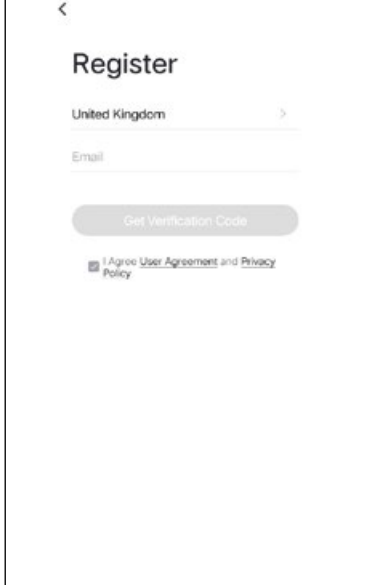 Register
United Kingdom
Email
Get Verification Code
I Agree User Agreement and Privacy
Policy